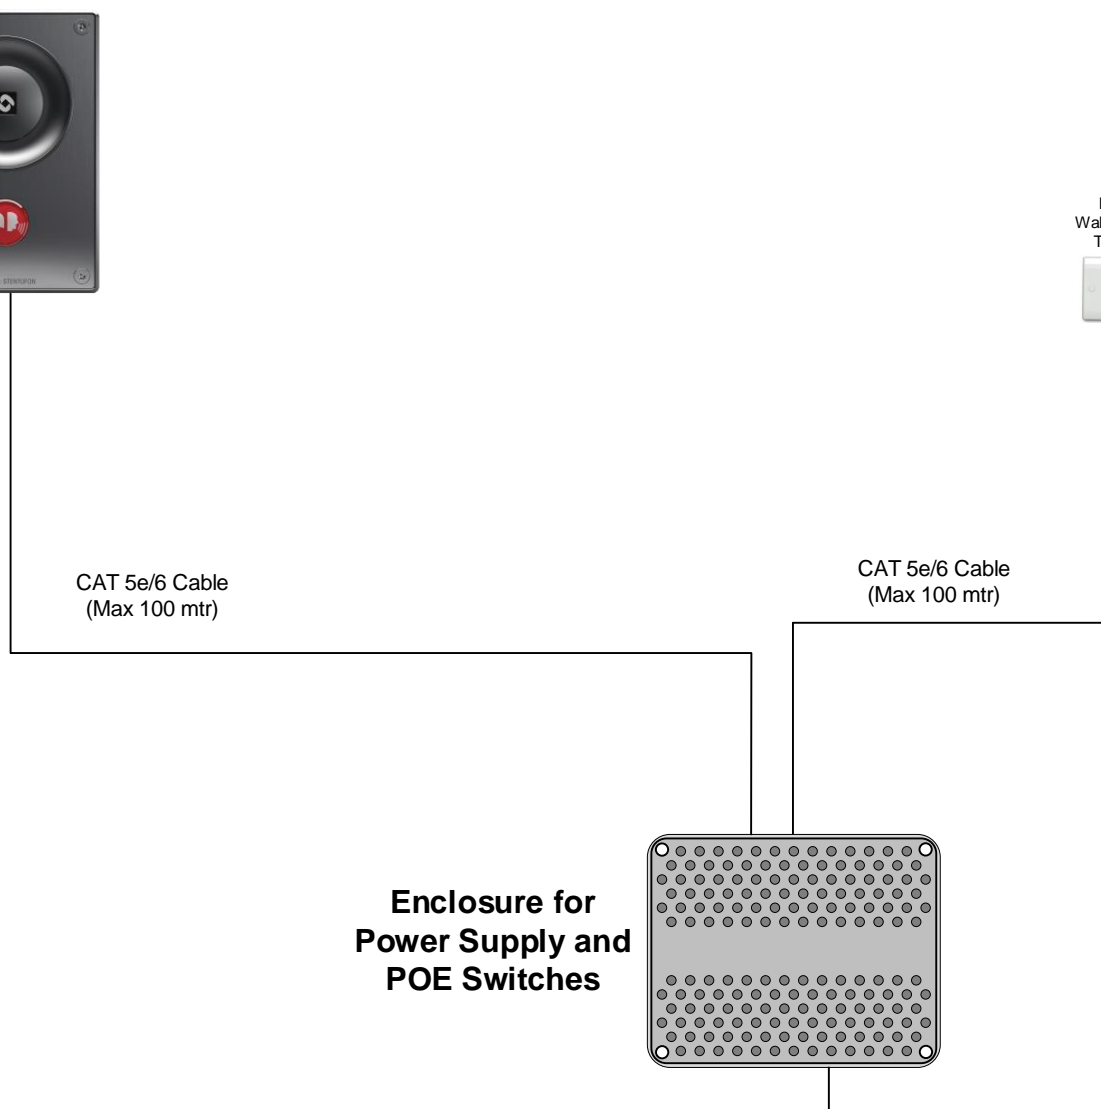 STENTOFON
CAT 5e/6 Cable
(Max 100 mtr)
CAT 5e/6 Cable
(Max 100 mtr)
Enclosure for
Power Supply and
POE Switches